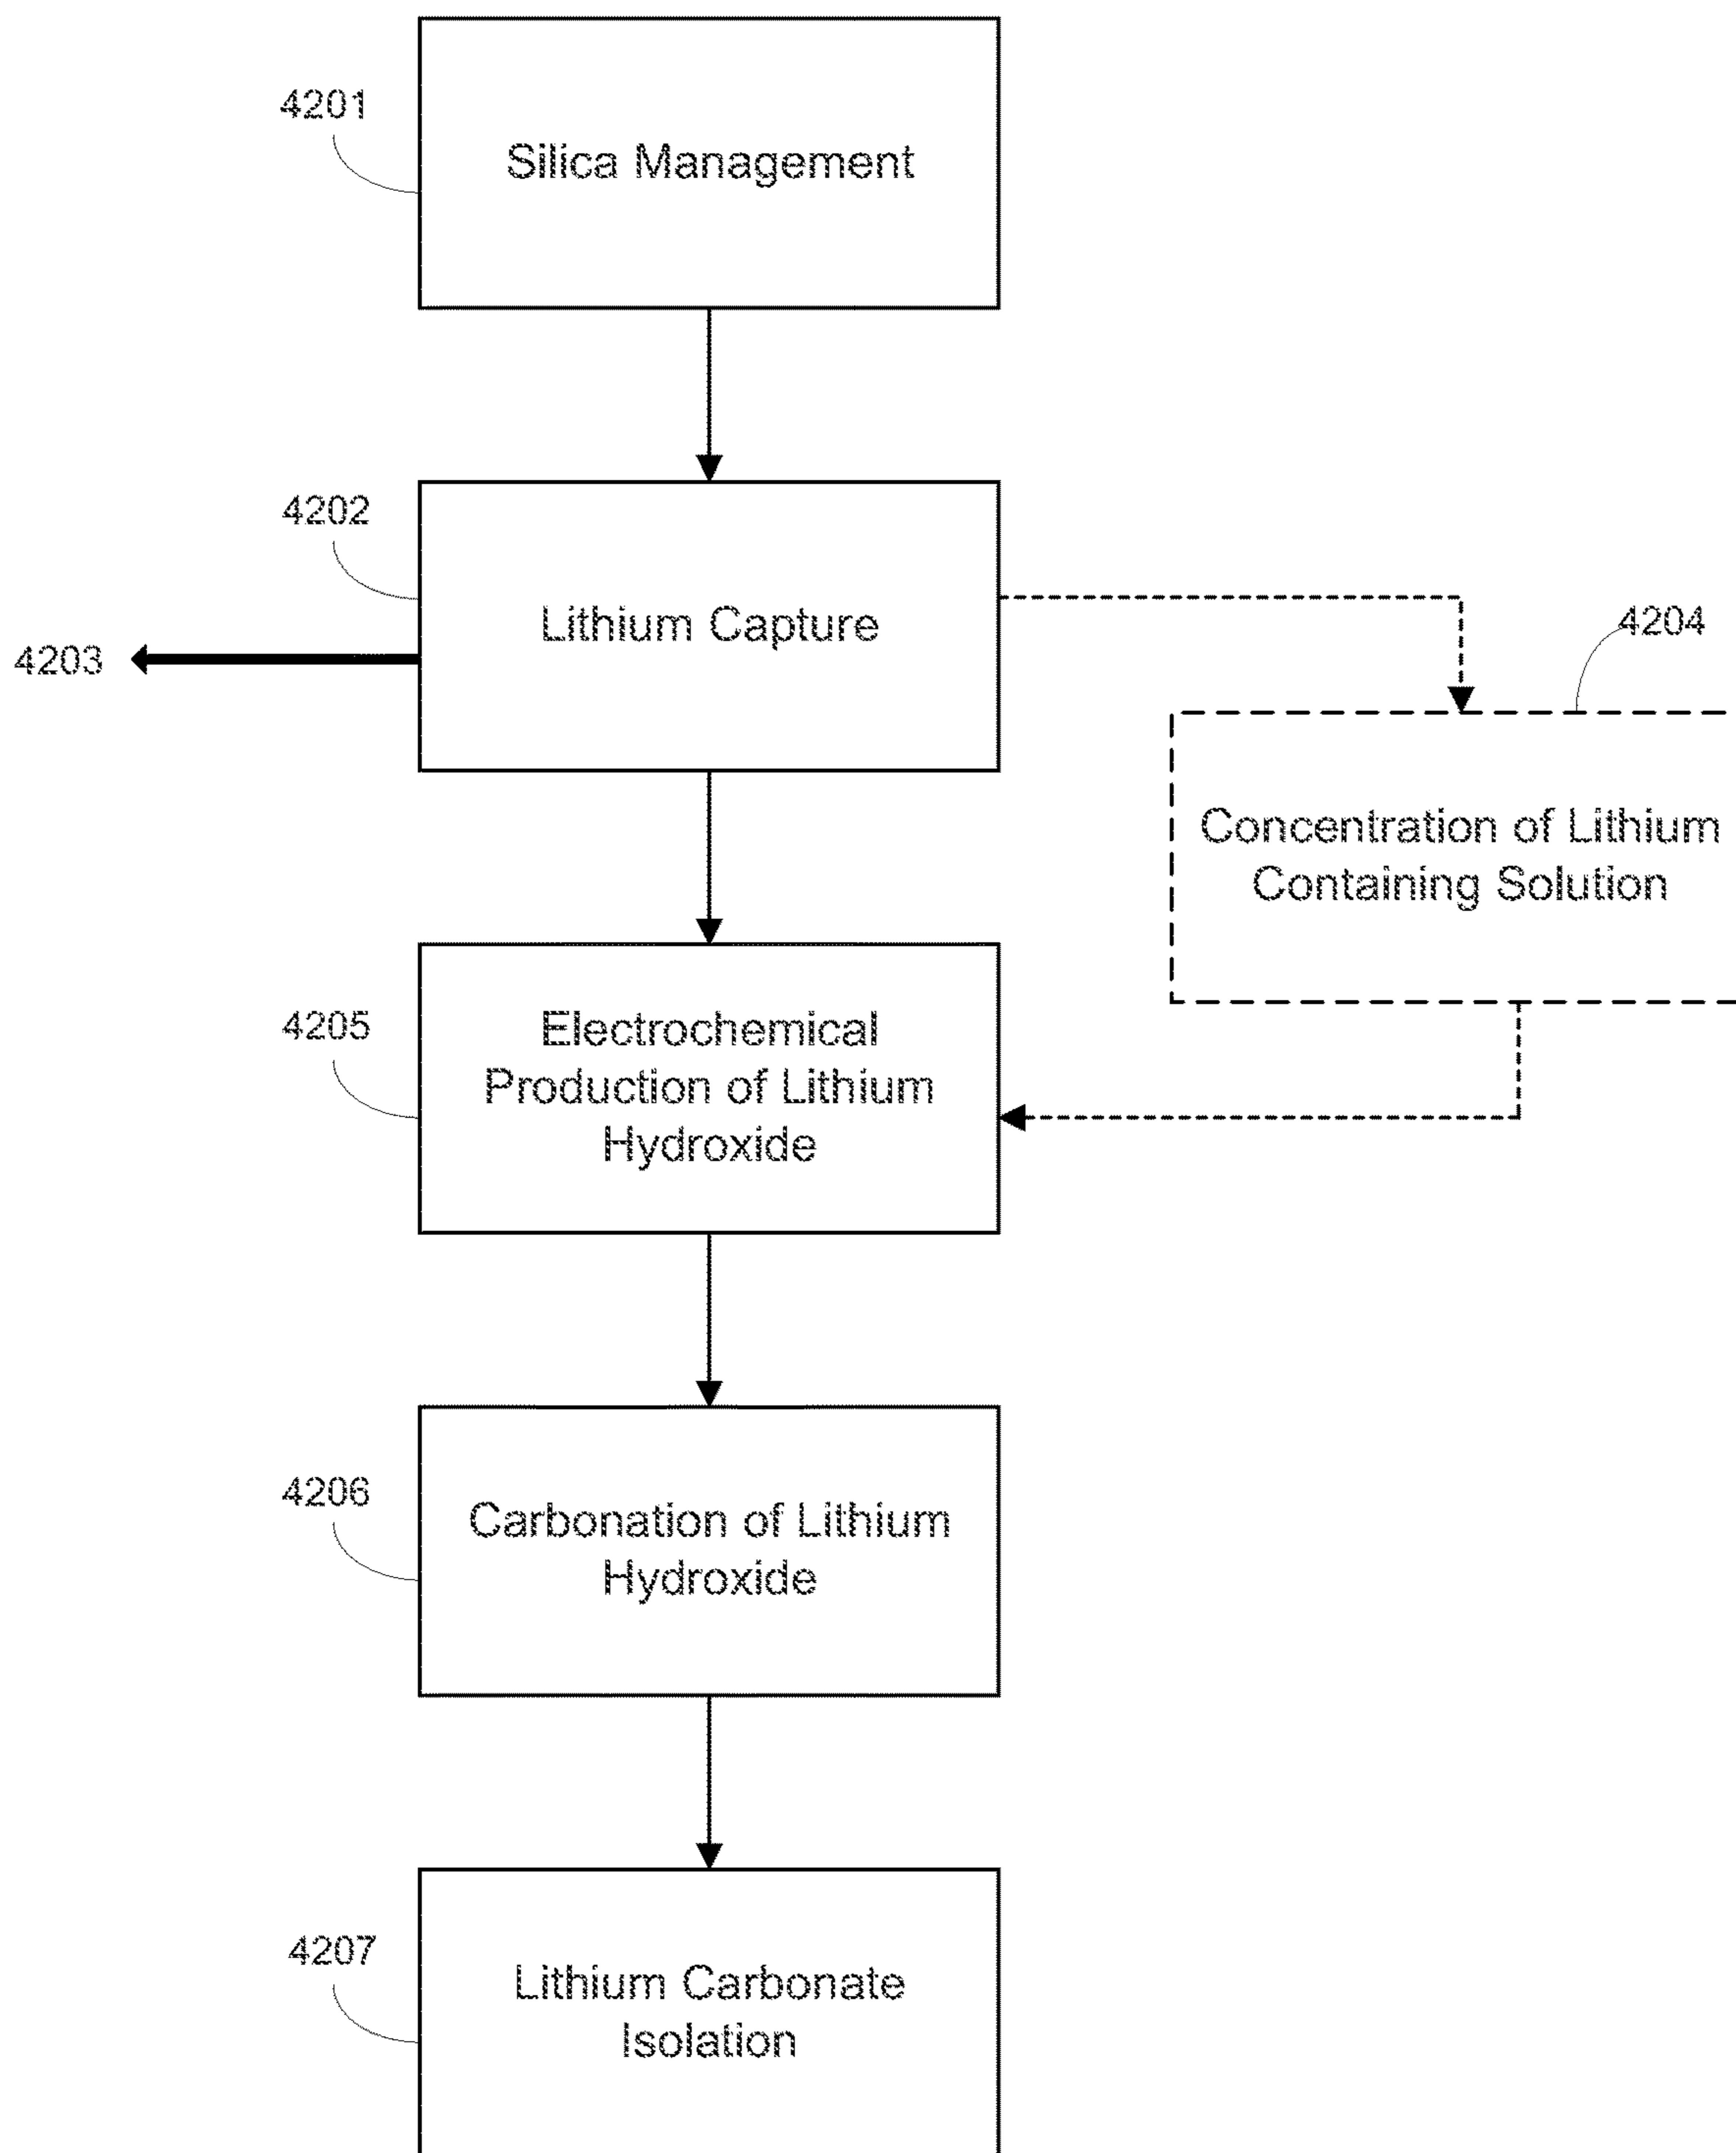 4201
Silica Management
4202
Lithium Capture
4203
4204
Concentration of Lithium
Containing Solution
4205
Electrochemical
Production of Lithium
Hydroxide
4206
Carbonation of Lithium
Hydroxide
4207
Lithium Carbonate
Isolation